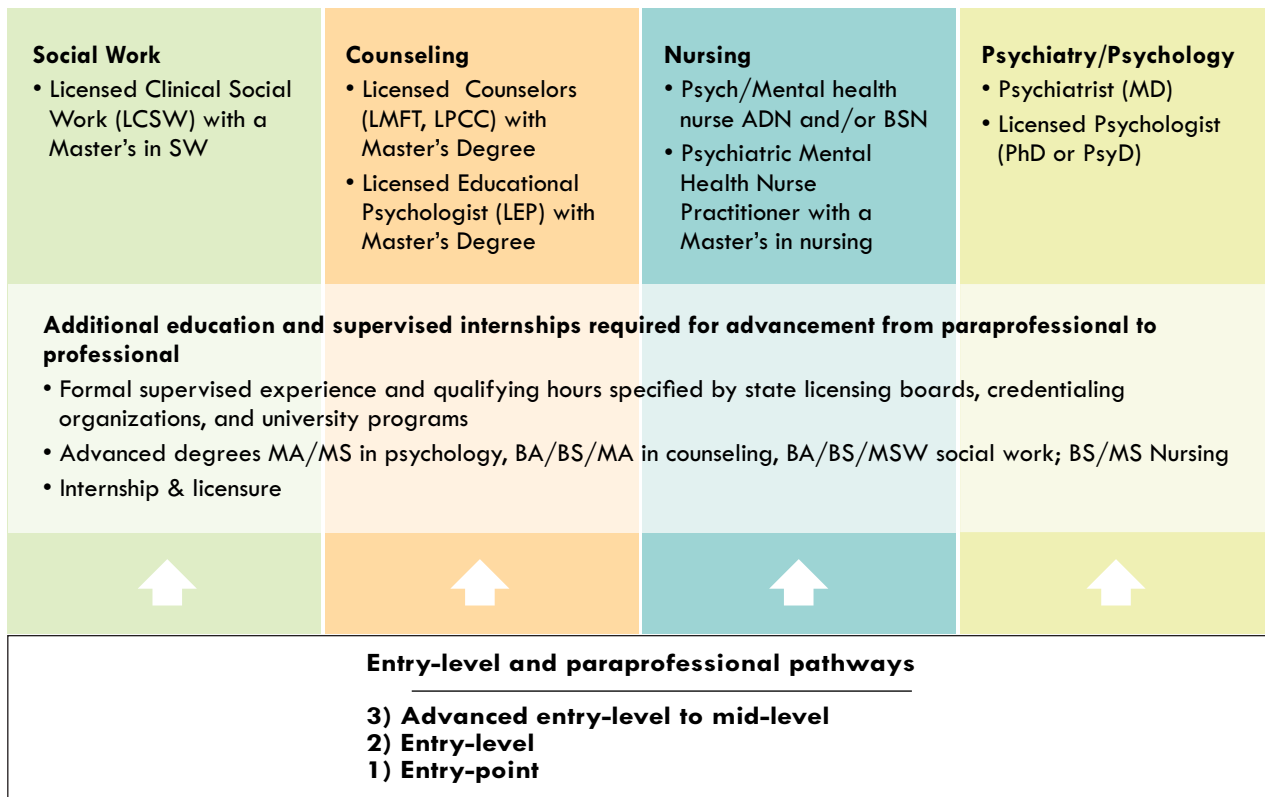 Social Work
• Licensed Clinical Social
Work (LCSW) with a
Master's in SW
Counseling
• Licensed Counselors
(LMFT, LPCC) with
Master's Degree
• Licensed Educational
Psychologist (LEP) with
Master's Degree
Nursing
• Psych/Mental health
nurse ADN and/or BSN
• Psychiatric Mental
Health Nurse
Practitioner with a
Master's in nursing
Psychiatry/Psychology
• Psychiatrist (MD)
• Licensed Psychologist
(PhD or PsyD)
Additional education and supervised internships required for advancement from paraprofessional to
professional
• Formal supervised experience and qualifying hours specified by state licensing boards, credentialing
organizations, and university programs
• Advanced degrees MA/MS in psychology, BA/BS/MA in counseling, BA/BS/MSW social work; BS/MS Nursing
• Internship & licensure
Entry-level and paraprofessional pathways
3) Advanced entry-level to mid-level
2) Entry-level
1) Entry-point